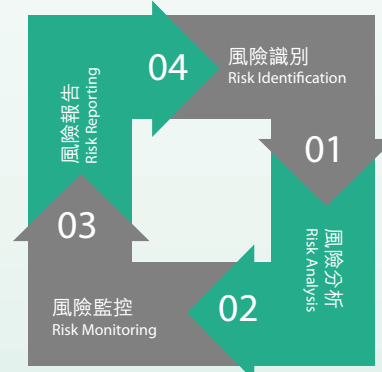 04
風險識別
Risk Identification
01
風險分析
Risk Analysis
02
風險監控
Risk Monitoring
03
風險報告
Risk Reporting